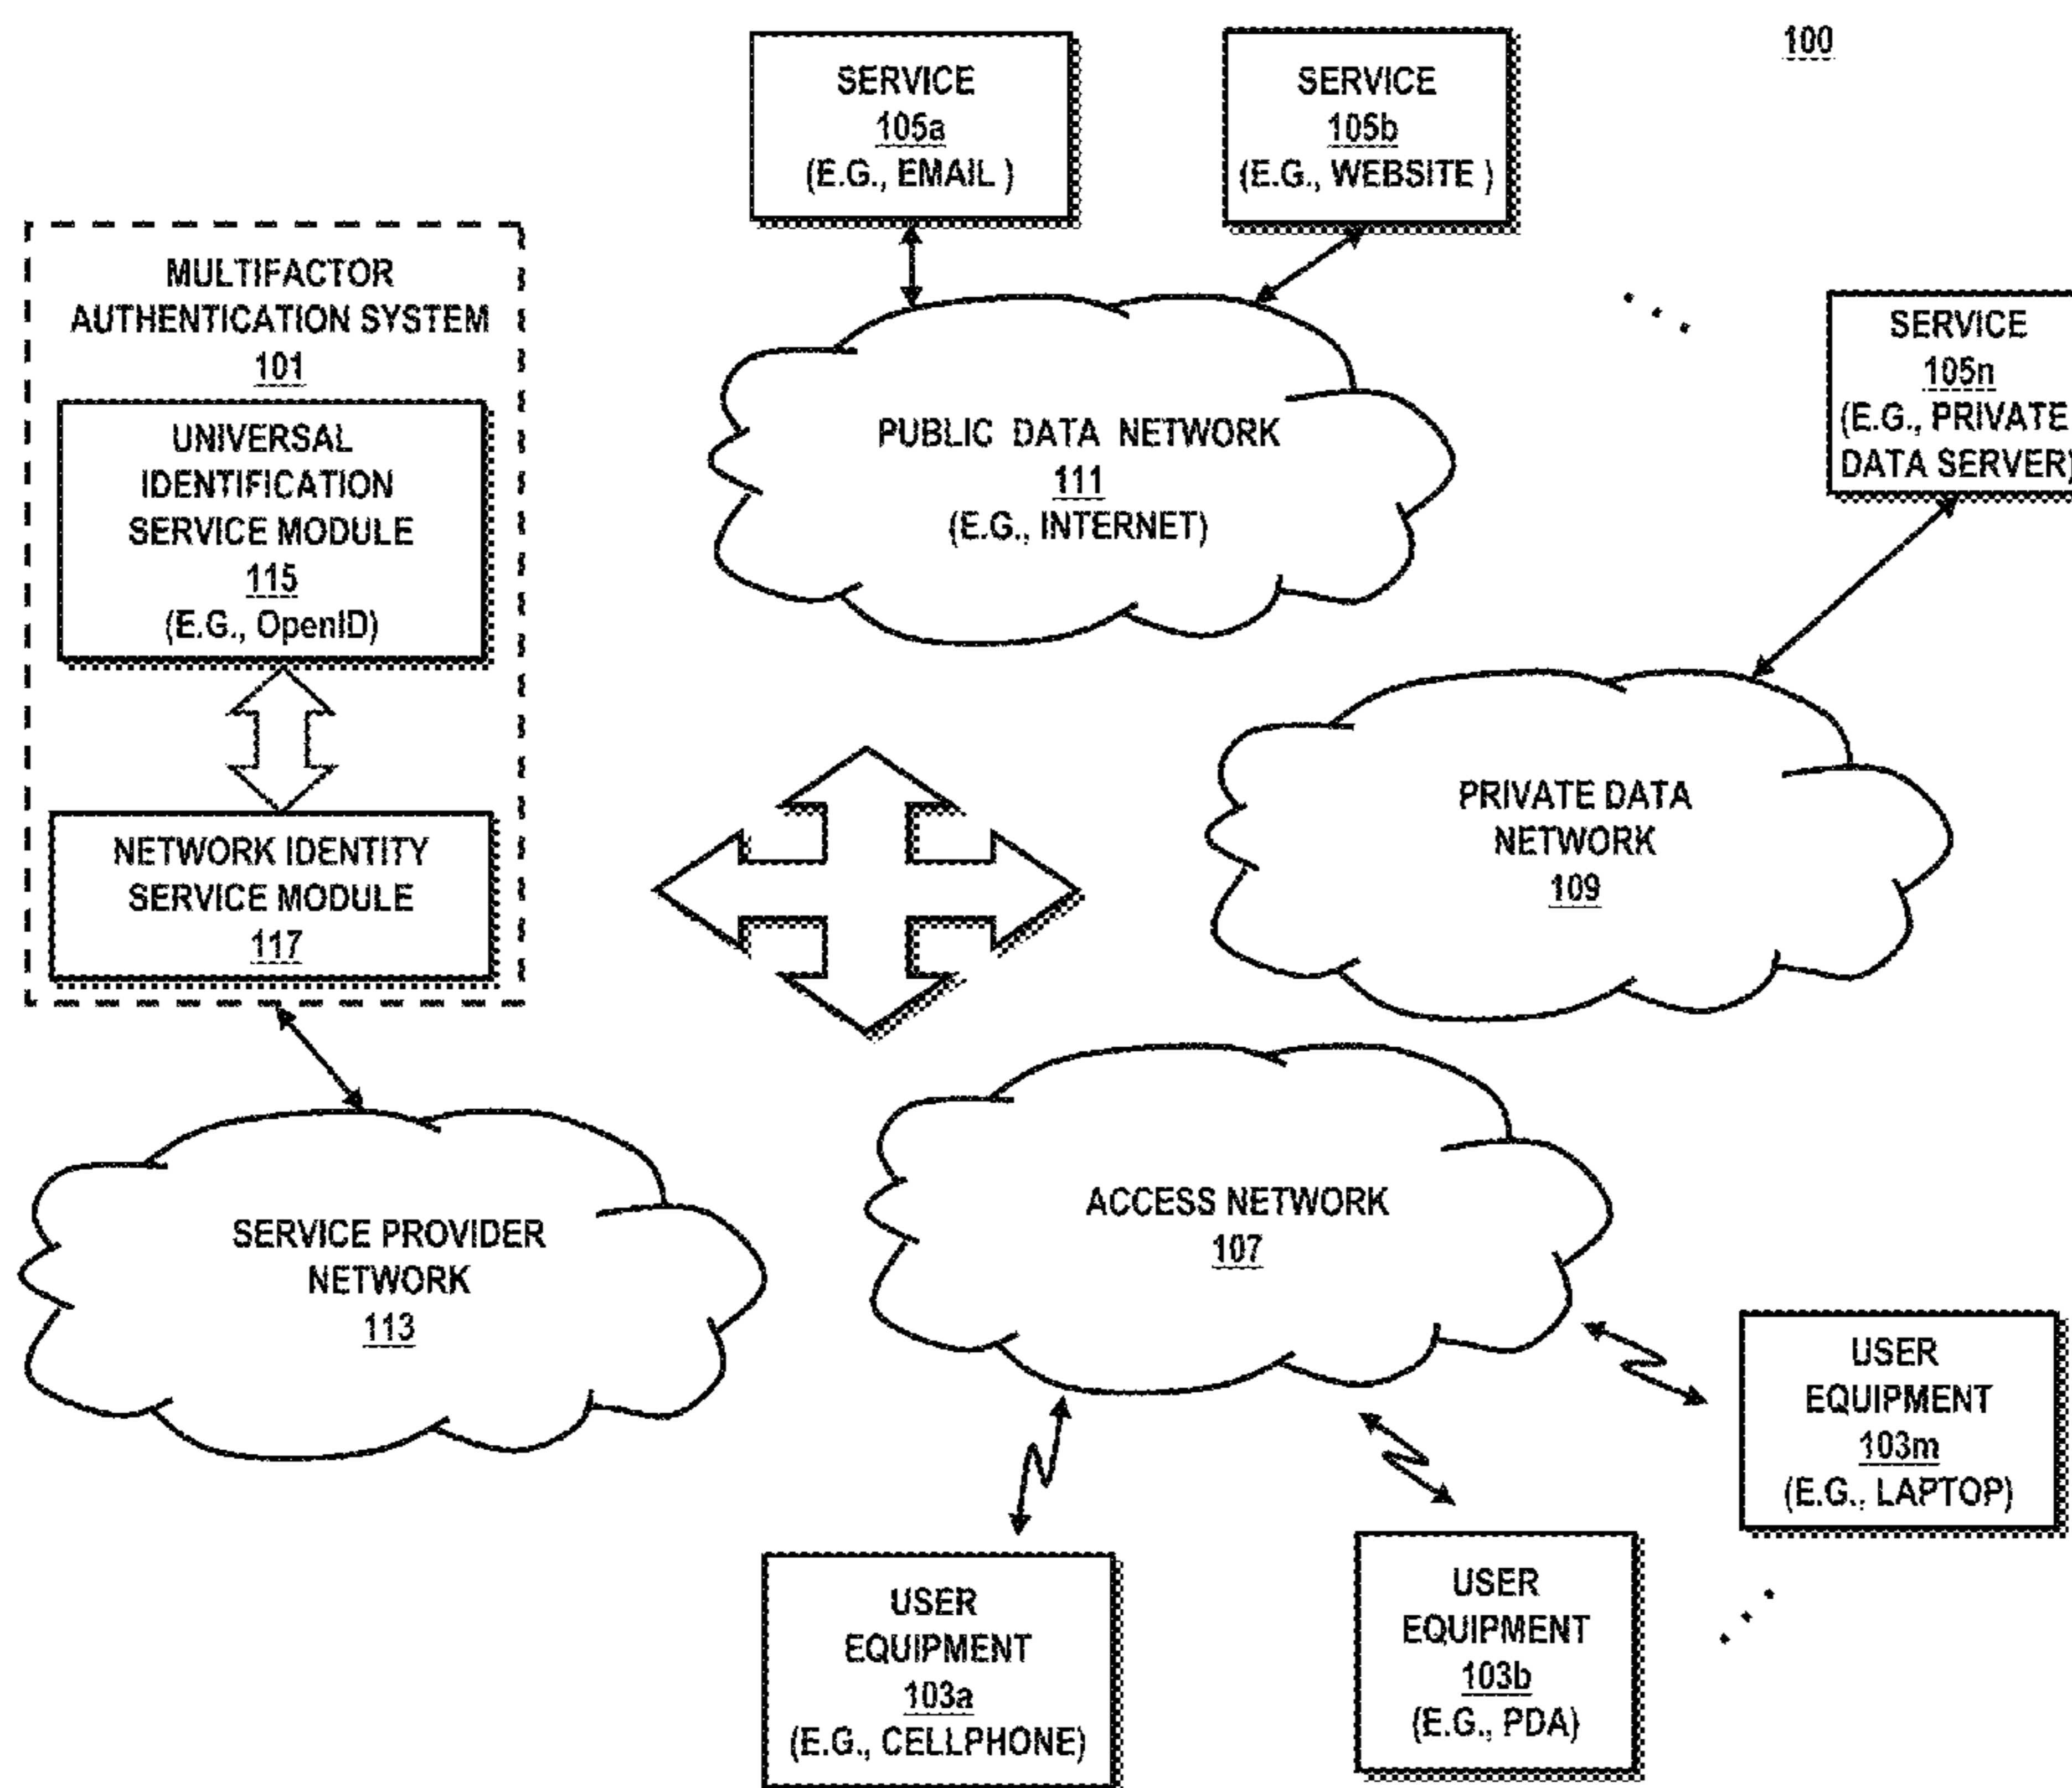 100
SERVICE
105a
(E.G., EMAIL )
SERVICE
105b
(E.G., WEBSITE )
SERVICE
105n
(E.G., PRIVATE
DATA SERVER)
MULTIFACTOR
AUTHENTICATION SYSTEM
101
UNIVERSAL
IDENTIFICATION
SERVICE MODULE
115
(E.G., OpenID)
NETWORK IDENTITY
SERVICE MODULE
117
PUBLIC DATA NETWORK
111
(E.G., INTERNET)
PRIVATE DATA
NETWORK
109
SERVICE PROVIDER
NETWORK
113
ACCESS NETWORK
107
USER
EQUIPMENT
103a
(E.G., CELLPHONE)
USER
EQUIPMENT
103b
(E.G., PDA)
USER
EQUIPMENT
103m
(E.G., LAPTOP)